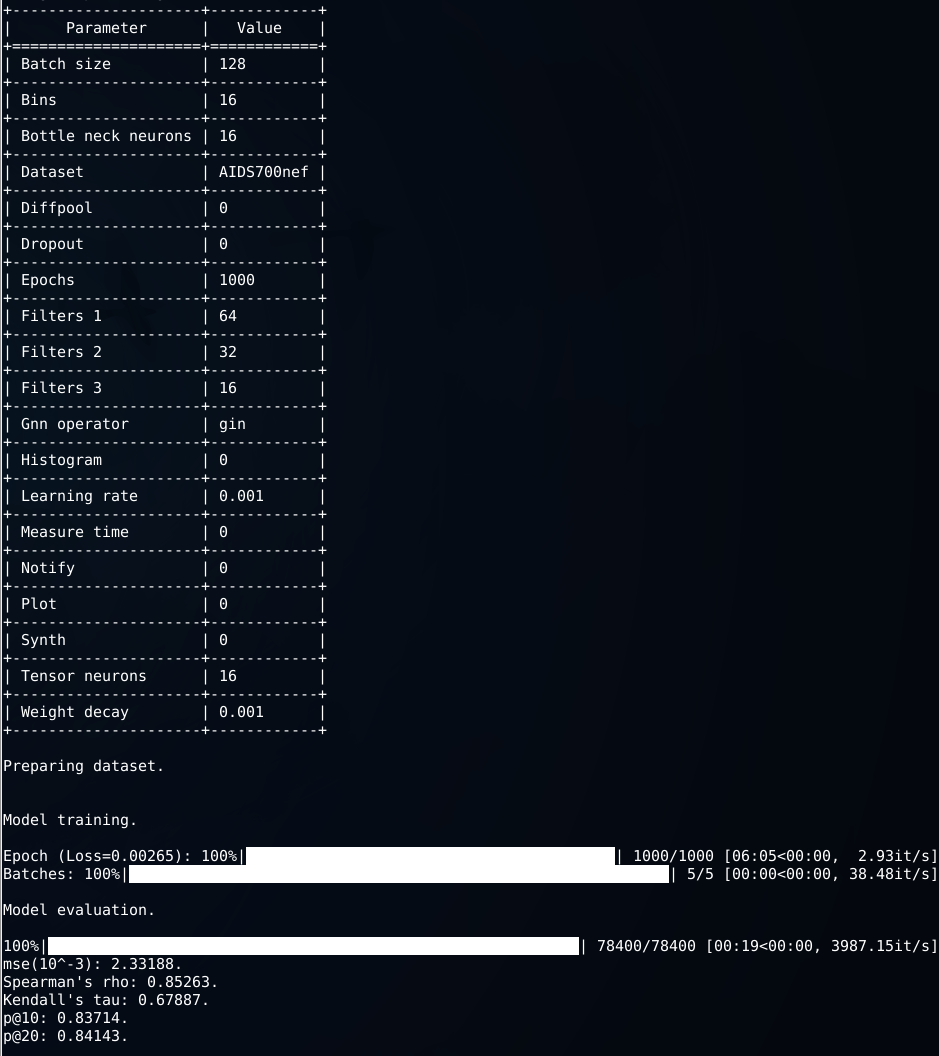 +---------------------+------------+
|      Parameter      |   Value    |
+=====================+============+
| Batch size          | 128        |
+---------------------+------------+
| Bins                | 16         |
+---------------------+------------+
| Bottle neck neurons | 16         |
+---------------------+------------+
| Dataset             | AIDS700nef |
+---------------------+------------+
| Diffpool            | 0          |
+---------------------+------------+
| Dropout             | 0          |
+---------------------+------------+
| Epochs              | 1000       |
+---------------------+------------+
| Filters 1           | 64         |
+---------------------+------------+
| Filters 2           | 32         |
+---------------------+------------+
| Filters 3           | 16         |
+---------------------+------------+
| Gnn operator        | gin        |
+---------------------+------------+
| Histogram           | 0          |
+---------------------+------------+
| Learning rate       | 0.001      |
+---------------------+------------+
| Measure time        | 0          |
+---------------------+------------+
| Notify              | 0          |
+---------------------+------------+
| Plot                | 0          |
+---------------------+------------+
| Synth               | 0          |
+---------------------+------------+
| Tensor neurons      | 16         |
+---------------------+------------+
| Weight decay        | 0.001      |
+---------------------+------------+
Preparing dataset.
Model training.
Epoch (Loss=0.00265): 100%| | 1000/1000 [06:05<00:00,  2.93it/s]
Batches: 100%| | 5/5 [00:00<00:00, 38.48it/s]
Model evaluation.
100%| | 78400/78400 [00:19<00:00, 3987.15it/s]
mse(10^-3): 2.33188.
Spearman's rho: 0.85263.
Kendall's tau: 0.67887.
p@10: 0.83714.
p@20: 0.84143.